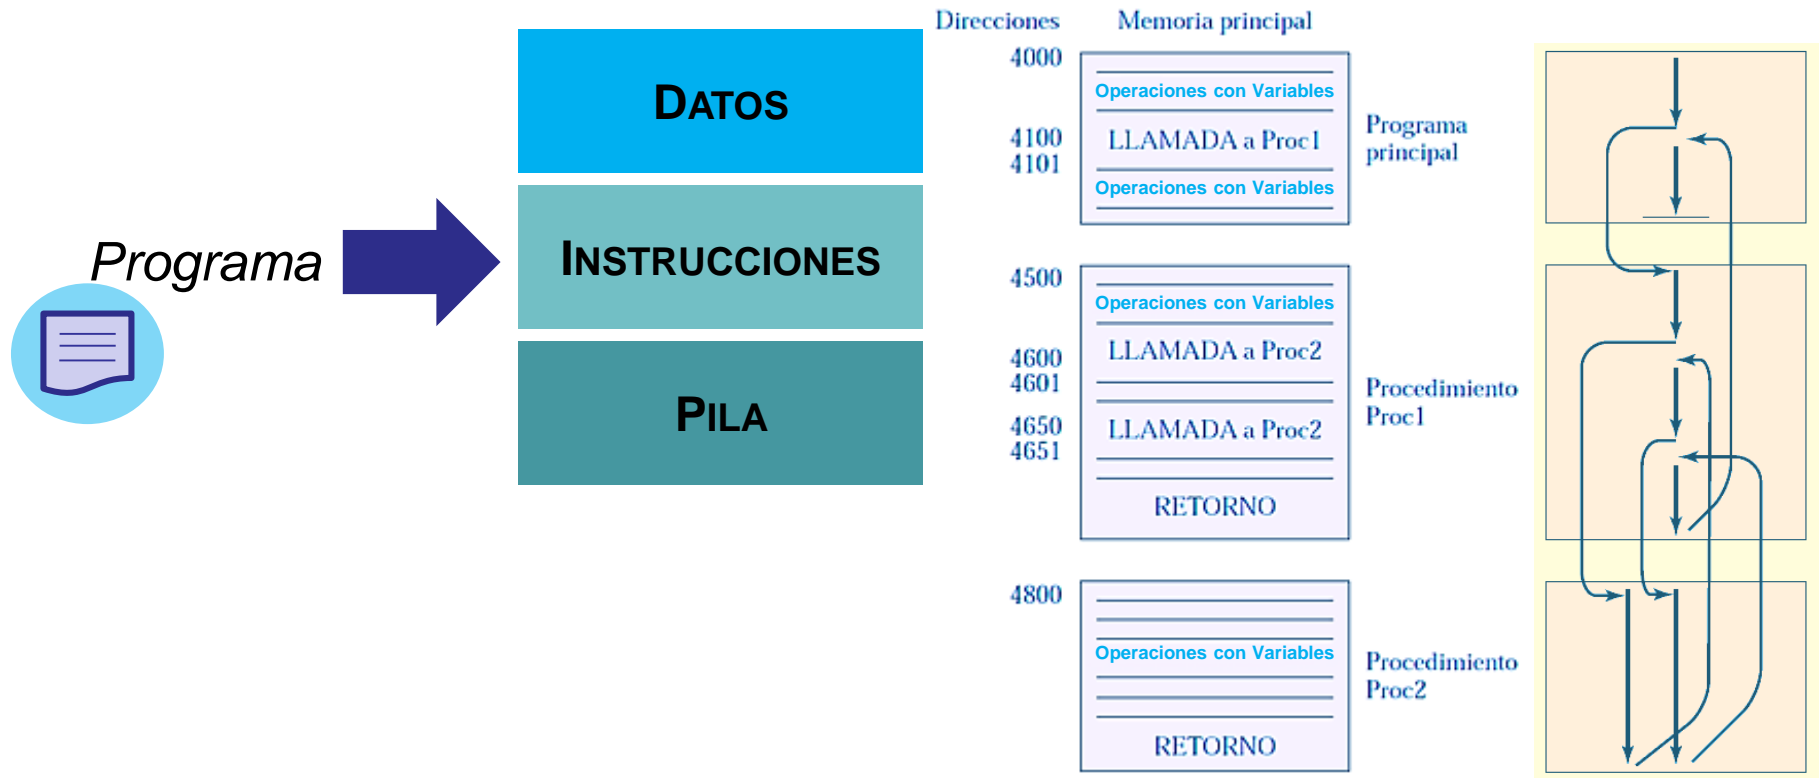 Programa
DATOS
INSTRUCCIONES
PILA
Direcciones
Memoria principal
4000
Operaciones con Variables
4100
LLAMADA a Proc1
4101
Operaciones con Variables
Programa
principal
4500
Operaciones con Variables
4600
LLAMADA a Proc2
4601
4650
LLAMADA a Proc2
4651
RETORNO
Procedimiento
Proc1
4800
Operaciones con Variables
RETORNO
Procedimiento
Proc2